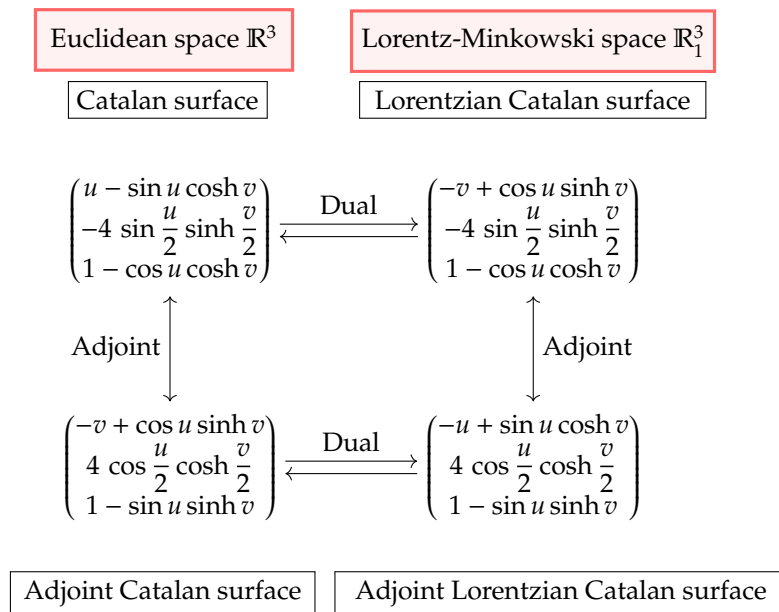 Euclidean space ℝ³ Lorentz-Minkowski space ℝ³₁
Catalan surface Lorentzian Catalan surface
u − sin u cosh v
−4 sin u/2 sinh v/2
1 − cos u cosh v
Dual
−v + cos u sinh v
−4 sin u/2 sinh v/2
1 − cos u cosh v
Adjoint Adjoint
−v + cos u sinh v
4 cos u/2 cosh v/2
1 − sin u sinh v
Dual
−u + sin u cosh v
4 cos u/2 cosh v/2
1 − sin u sinh v
Adjoint Catalan surface Adjoint Lorentzian Catalan surface